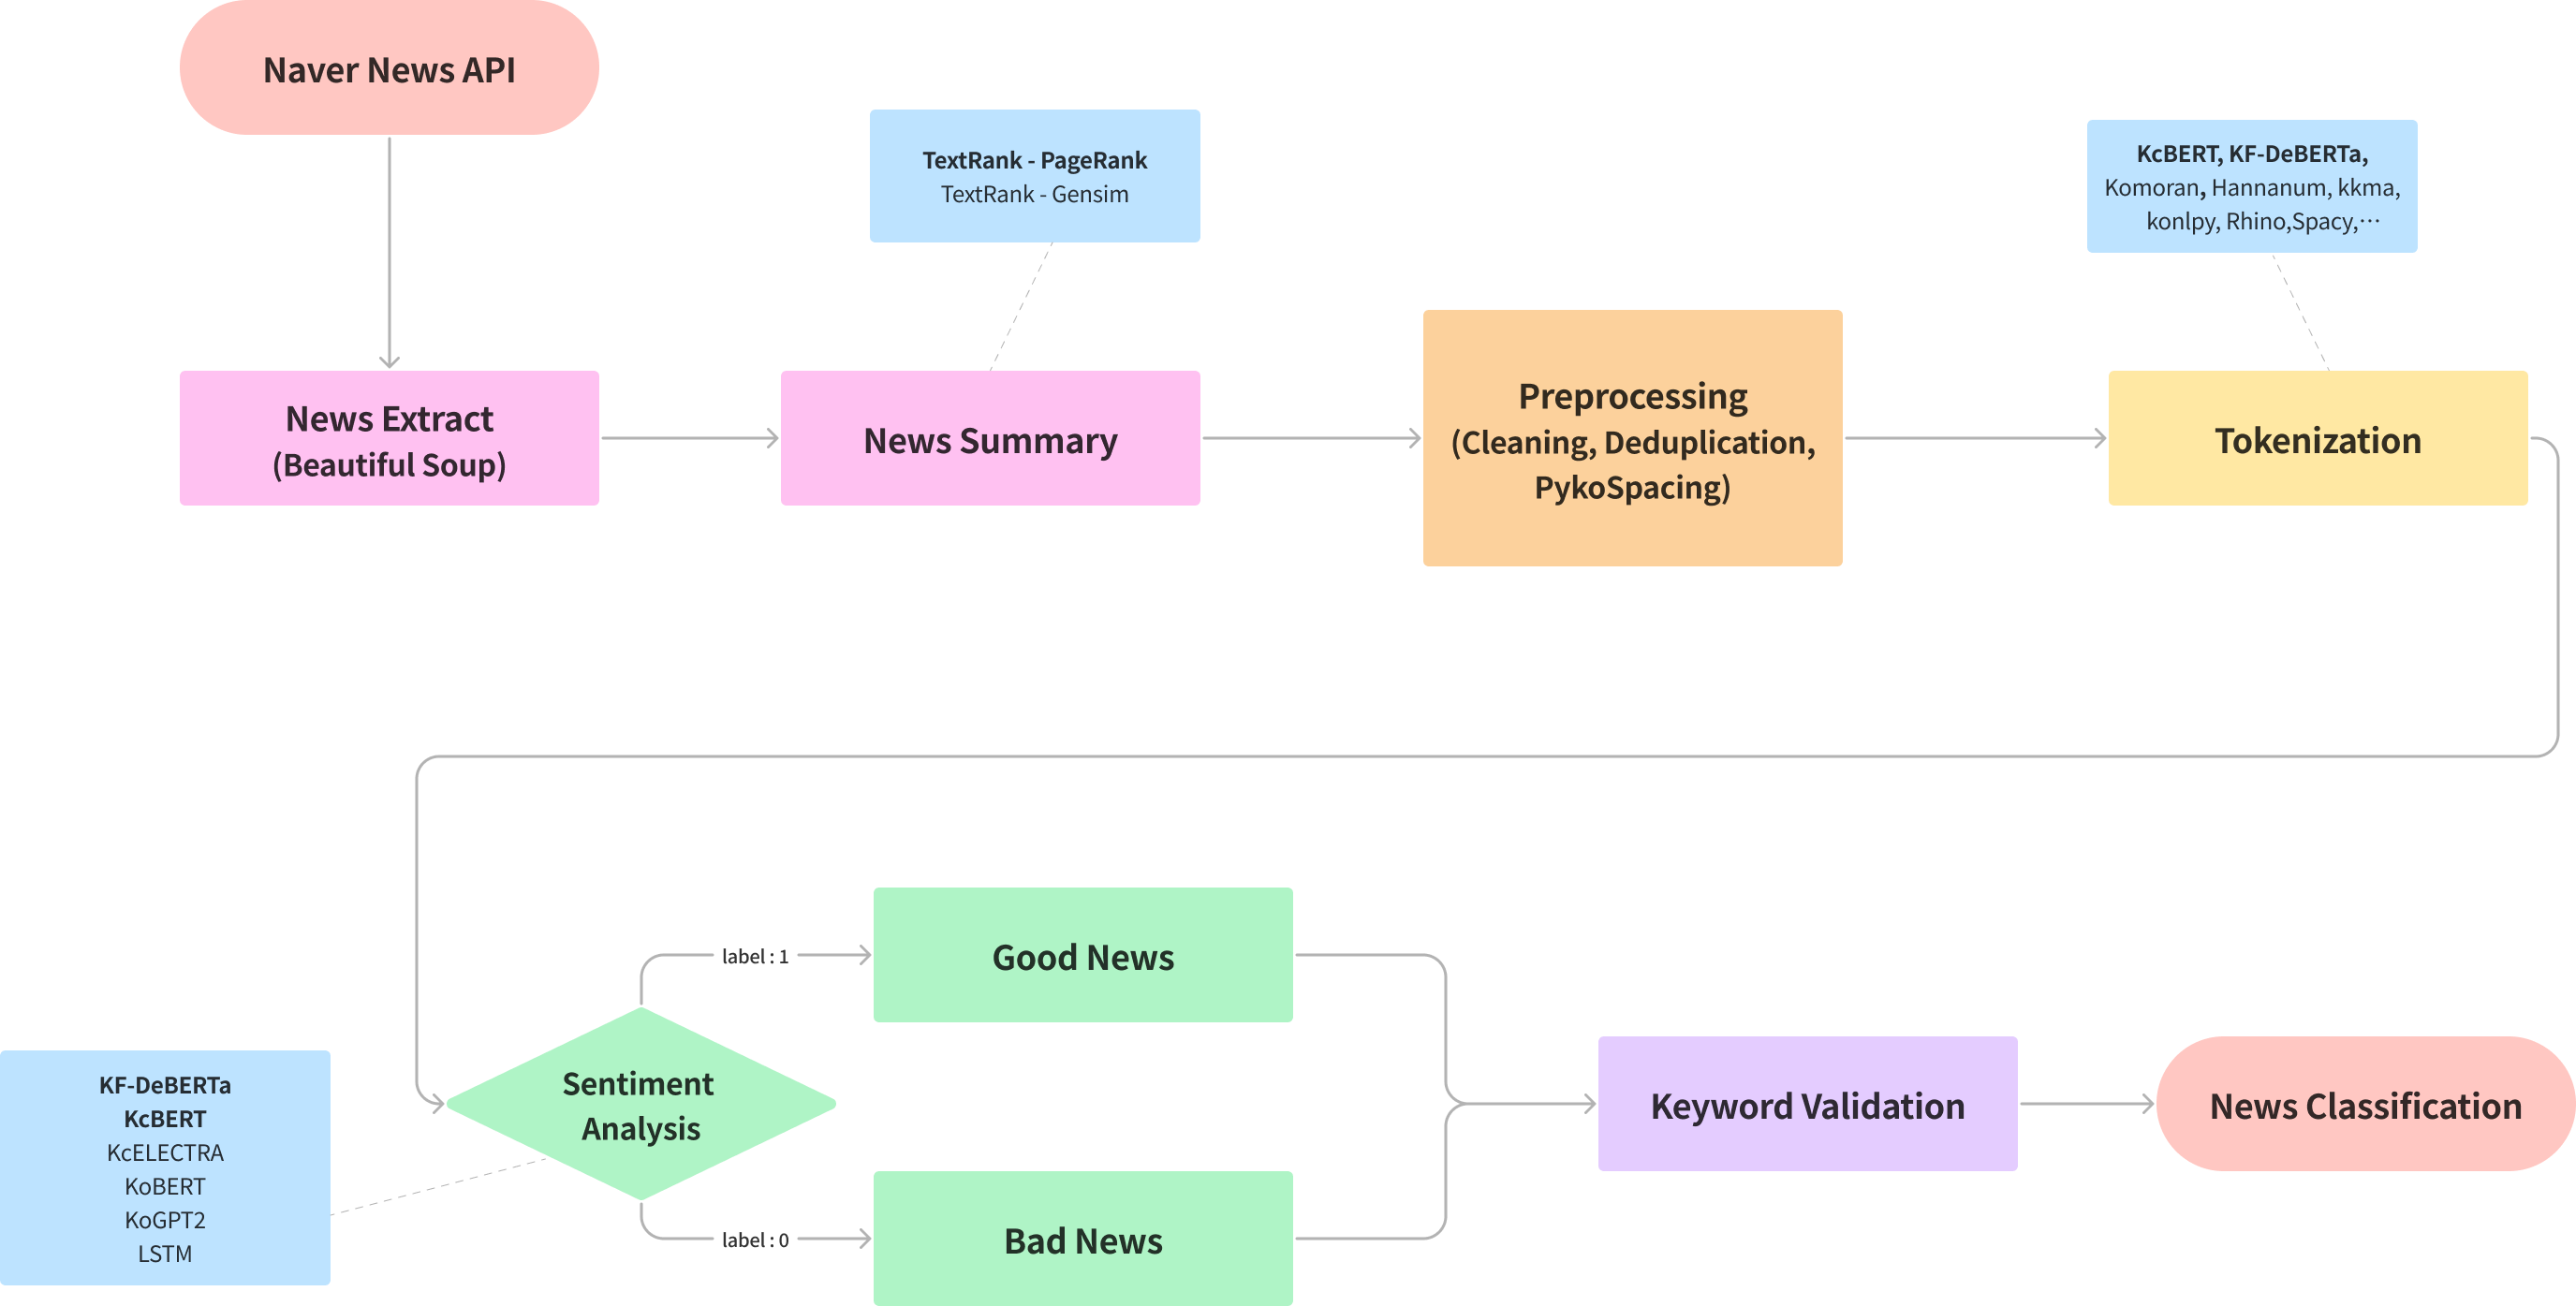 Naver News API
TextRank - PageRank
TextRank - Gensim
KcBERT, KF-DeBERTa,
Komoran, Hannanum, kkma,
konlpy, Rhino,Spacy,…
News Extract
(Beautiful Soup)
News Summary
Preprocessing
(Cleaning, Deduplication,
PykoSpacing)
Tokenization
label : 1
Good News
Sentiment
Analysis
KF-DeBERTa
KcBERT
KcELECTRA
KoBERT
KoGPT2
LSTM
label : 0
Bad News
Keyword Validation
News Classification